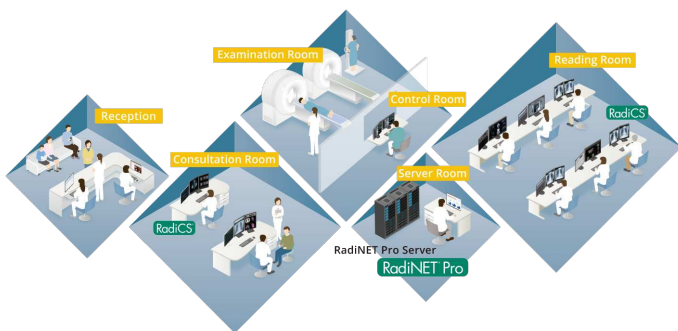 Examination Room
Reading Room
Reception
Control Room
RadiCS
Consultation Room
Server Room
RadiCS
RadiNET Pro Server
RadiNET Pro